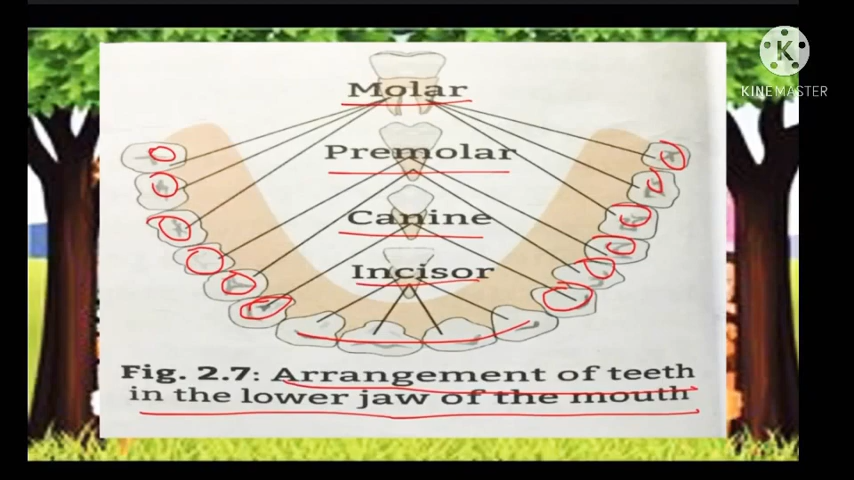 K
KINEMASTER
Molar
Premolar
Canine
Incisor
Fig. 2.7: Arrangement of teeth
in the lower jaw of the mouth